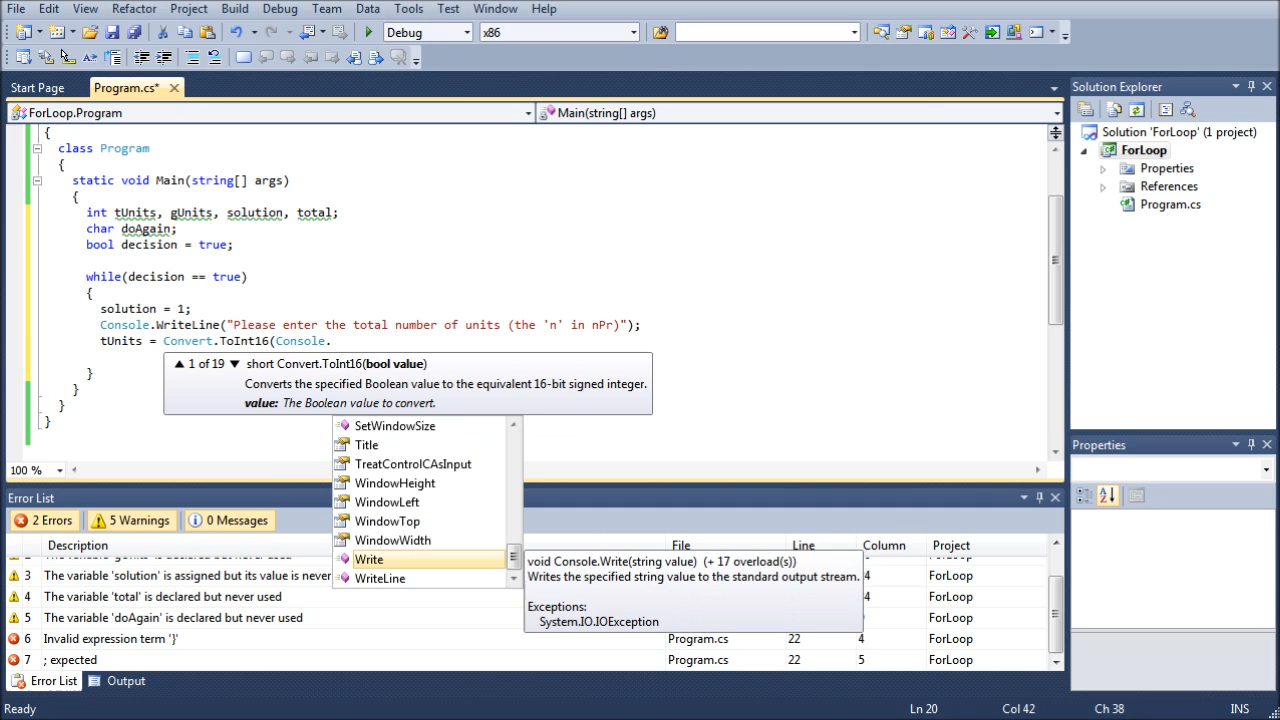 File Edit View Refactor Project Build Debug Team Data Tools Test Window Help
Debug x86
Start Page Program.cs*
ForLoop.Program Main(string[] args)
{
class Program
{
static void Main(string[] args)
{
int tUnits, gUnits, solution, total;
char doAgain;
bool decision = true;
while(decision == true)
{
solution = 1;
Console.WriteLine("Please enter the total number of units (the 'n' in nPr)");
tUnits = Convert.ToInt16(Console.
}
}
}
}
1 of 19 short Convert.ToInt16(bool value)
Converts the specified Boolean value to the equivalent 16-bit signed integer.
value: The Boolean value to convert.
SetWindowSize
Title
TreatControlCAsInput
WindowHeight
WindowLeft
WindowTop
WindowWidth
Write
WriteLine
void Console.Write(string value) (+ 17 overload(s))
Writes the specified string value to the standard output stream.
Exceptions:
System.IO.IOException
100 %
Solution Explorer
Solution 'ForLoop' (1 project)
ForLoop
Properties
References
Program.cs
Properties
Error List
2 Errors 5 Warnings 0 Messages
Description File Line Column Project
3 The variable 'solution' is assigned but its value is never 4 ForLoop
4 The variable 'total' is declared but never used 4 ForLoop
5 The variable 'doAgain' is declared but never used ForLoop
6 Invalid expression term '}' Program.cs 22 4 ForLoop
7 ; expected Program.cs 22 5 ForLoop
Error List Output
Ready Ln 20 Col 42 Ch 38 INS